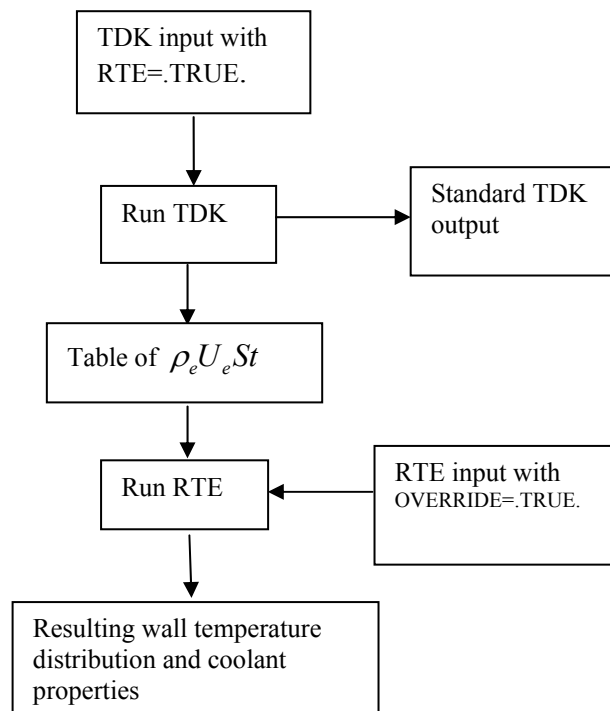 TDK input with
RTE=.TRUE.
Run TDK
Standard TDK
output
Table of ρₑUₑSt
Run RTE
RTE input with
OVERRIDE=.TRUE.
Resulting wall temperature
distribution and coolant
properties